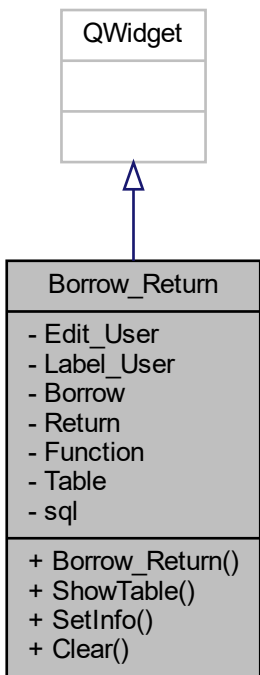 QWidget
Borrow_Return
- Edit_User
- Label_User
- Borrow
- Return
- Function
- Table
- sql
+ Borrow_Return()
+ ShowTable()
+ SetInfo()
+ Clear()